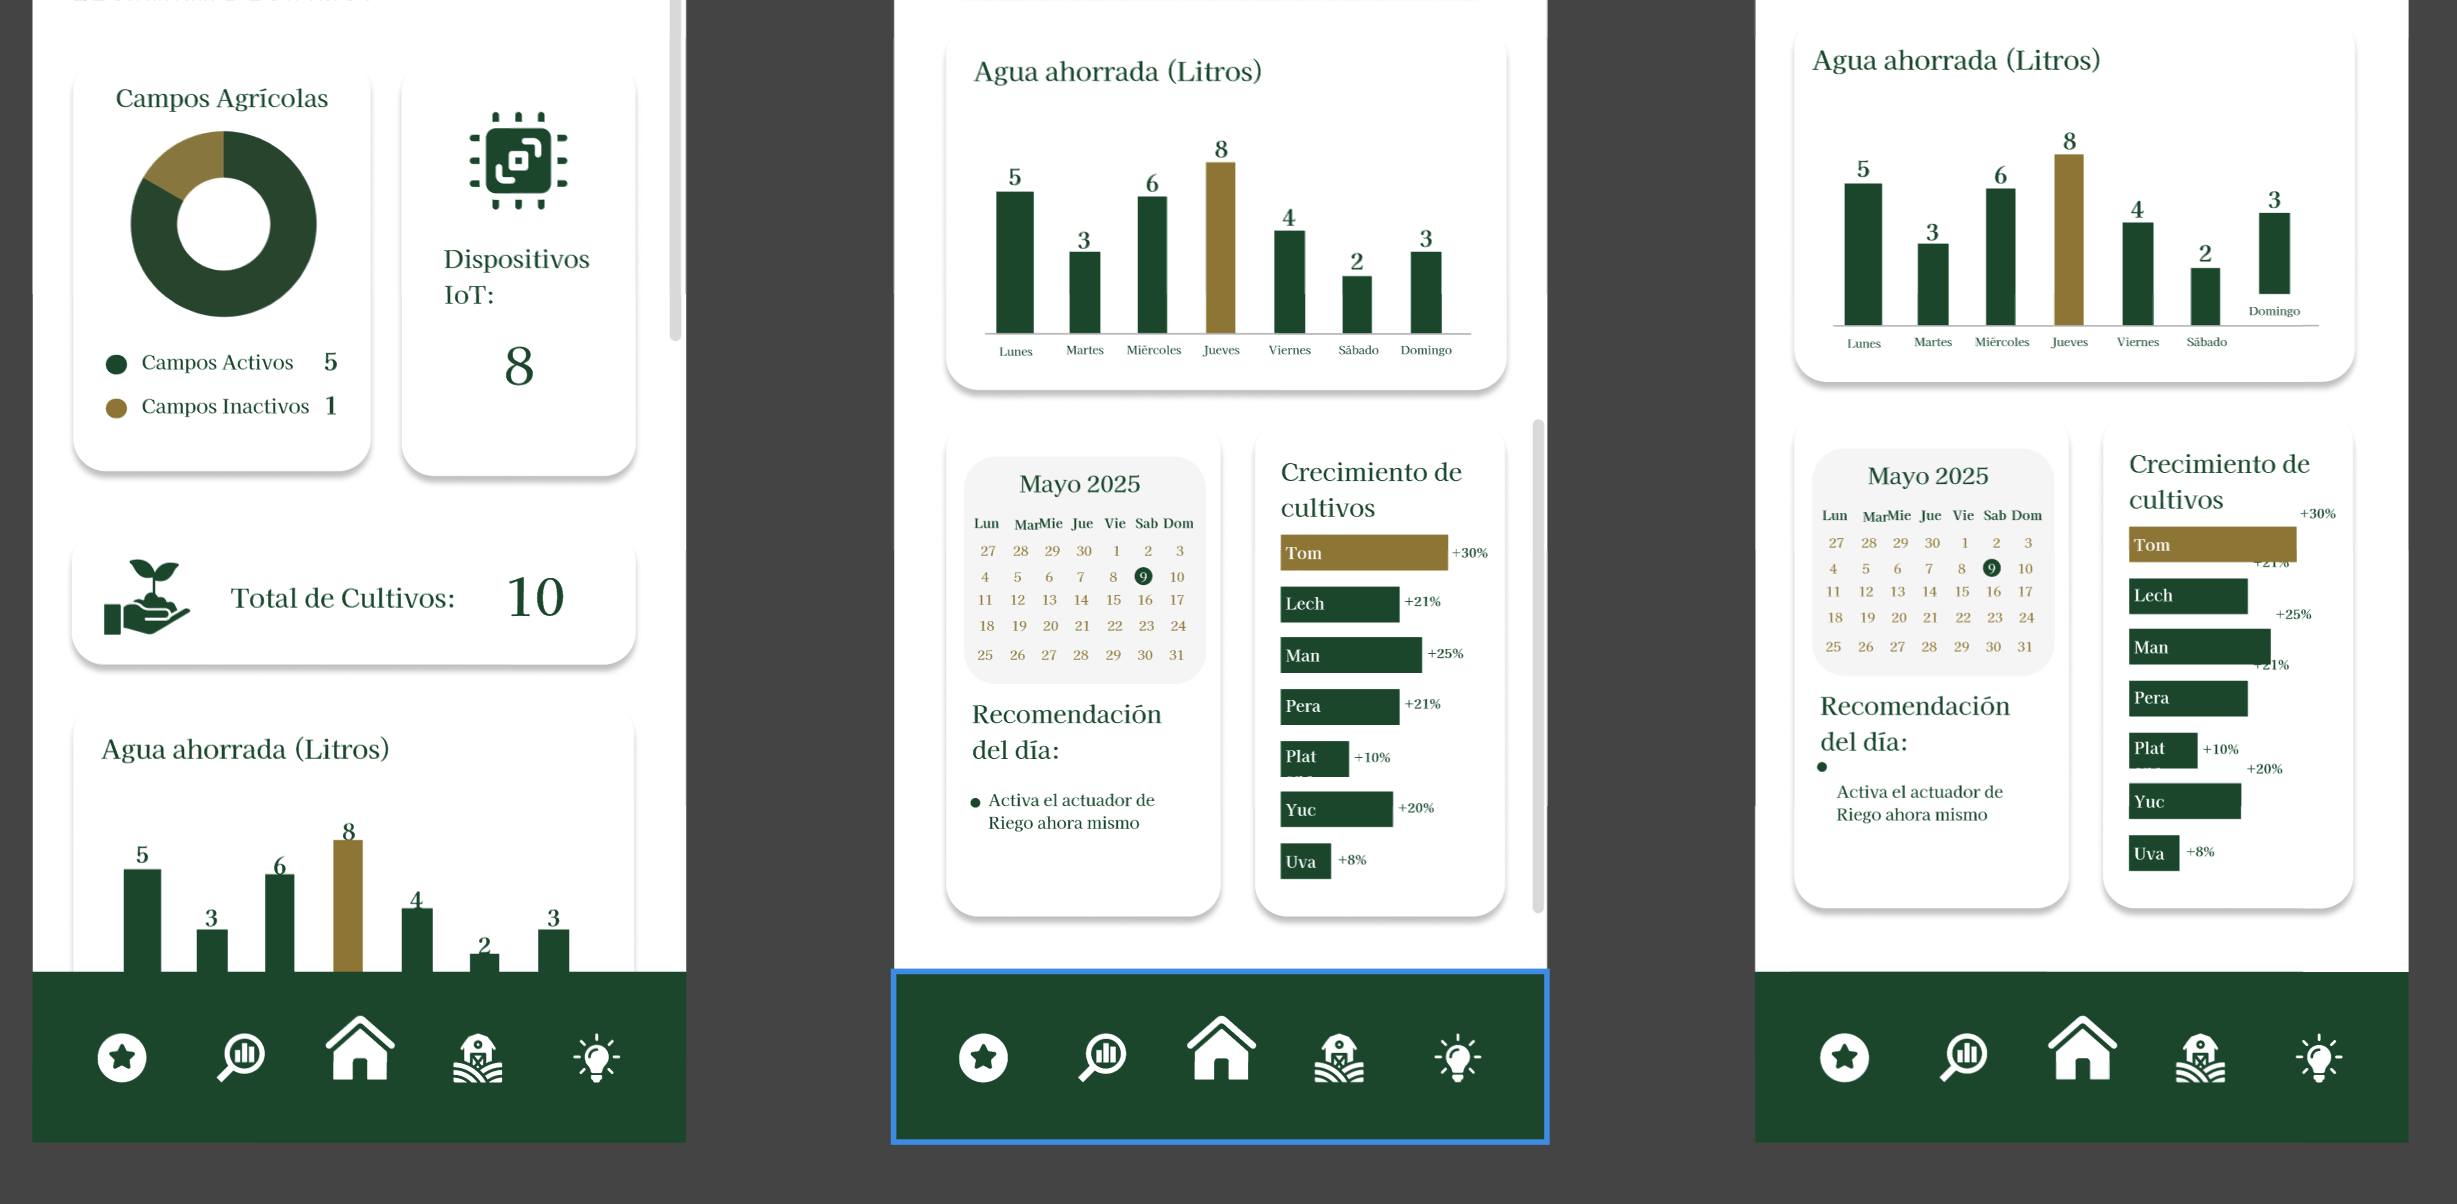 Campos Agrícolas
Campos Activos 5
Campos Inactivos 1
Dispositivos
IoT:
8
Total de Cultivos: 10
Agua ahorrada (Litros)
5 3 6 8 4 2 3
Agua ahorrada (Litros)
5 3 6 8 4 2 3
Lunes Martes Miércoles Jueves Viernes Sábado Domingo
Mayo 2025
Lun Mar Mie Jue Vie Sab Dom
27 28 29 30 1 2 3
4 5 6 7 8 9 10
11 12 13 14 15 16 17
18 19 20 21 22 23 24
25 26 27 28 29 30 31
Recomendación
del día:
Activa el actuador de
Riego ahora mismo
Crecimiento de
cultivos
Tom +30%
Lech +21%
Man +25%
Pera +21%
Plat +10%
Yuc +20%
Uva +8%
Agua ahorrada (Litros)
5 3 6 8 4 2 3
Lunes Martes Miércoles Jueves Viernes Sábado Domingo
Mayo 2025
Lun Mar Mie Jue Vie Sab Dom
27 28 29 30 1 2 3
4 5 6 7 8 9 10
11 12 13 14 15 16 17
18 19 20 21 22 23 24
25 26 27 28 29 30 31
Recomendación
del día:
Activa el actuador de
Riego ahora mismo
Crecimiento de
cultivos
+30%
Tom
+21%
Lech
+25%
Man
+21%
Pera
Plat +10%
+20%
Yuc
Uva +8%